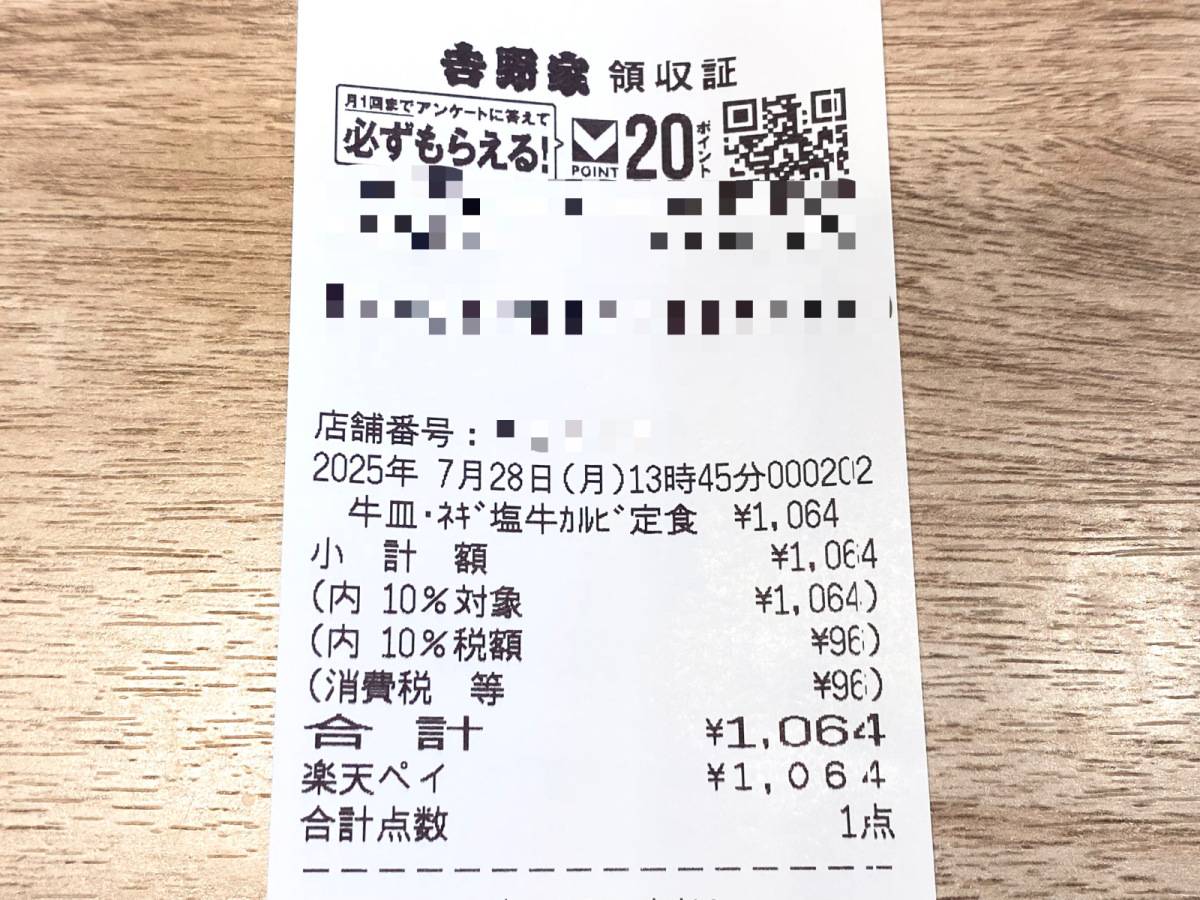 吉野家 領収証
月1回まで アンケートに答えて
必ずもらえる! V POINT 20 ポイント
店舗番号:
2025年 7月28日(月)13時45分000202
牛皿・ネギ塩牛カルビ定食 ¥1,064
小 計 額 ¥1,064
(内 10%対象 ¥1,064)
(内 10%税額 ¥96)
(消費税 等 ¥96)
合 計 ¥1,064
楽天ペイ ¥1,064
合計点数 1点